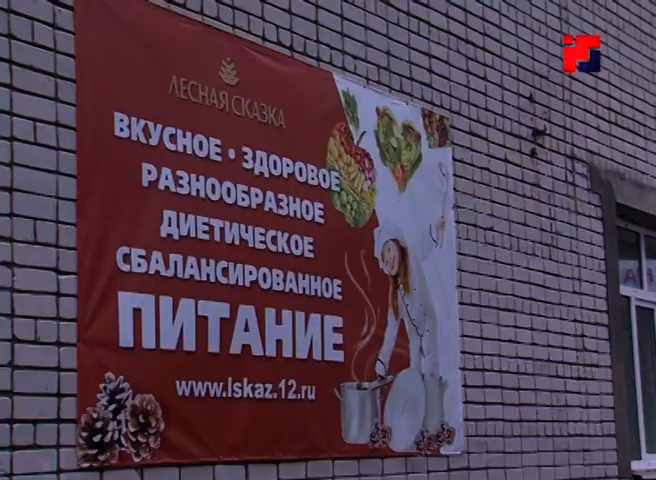 ЛЕСНАЯ СКАЗКА
ВКУСНОЕ • ЗДОРОВОЕ
РАЗНООБРАЗНОЕ
ДИЕТИЧЕСКОЕ
СБАЛАНСИРОВАННОЕ
ПИТАНИЕ
www.lskaz.12.ru